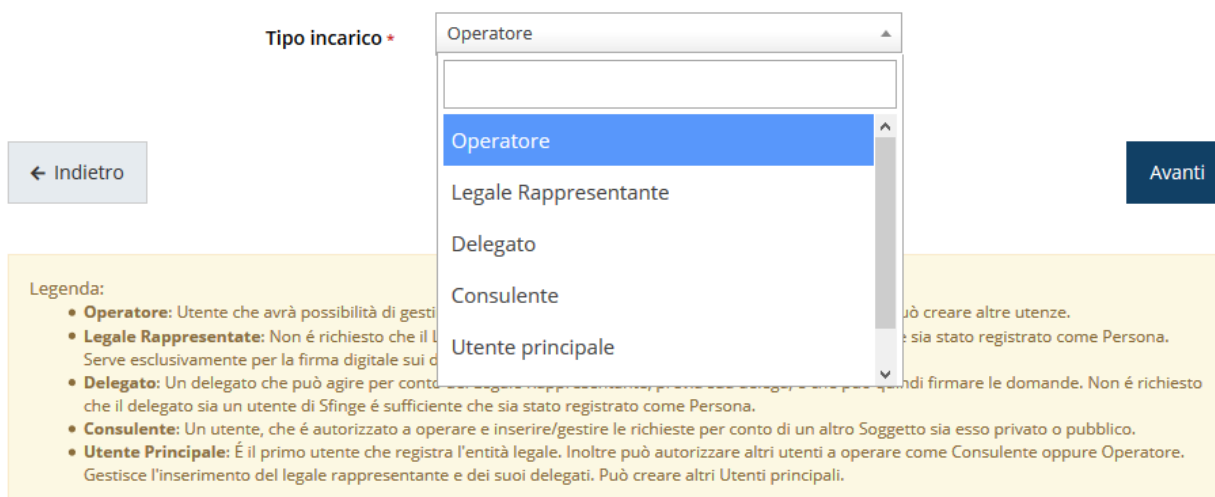 Tipo incarico *
Operatore
Operatore
Legale Rappresentante
Delegato
Consulente
Utente principale
← Indietro
Avanti
Legenda:
• Operatore: Utente che avrà possibilità di gesti
uò creare altre utenze.
• Legale Rappresentate: Non é richiesto che il L
e sia stato registrato come Persona.
Serve esclusivamente per la firma digitale sui d
• Delegato: Un delegato che può agire per conto
indi firmare le domande. Non é richiesto
che il delegato sia un utente di Sfinge é sufficiente che sia stato registrato come Persona.
• Consulente: Un utente, che é autorizzato a operare e inserire/gestire le richieste per conto di un altro Soggetto sia esso privato o pubblico.
• Utente Principale: É il primo utente che registra l'entità legale. Inoltre può autorizzare altri utenti a operare come Consulente oppure Operatore.
Gestisce l'inserimento del legale rappresentante e dei suoi delegati. Può creare altri Utenti principali.